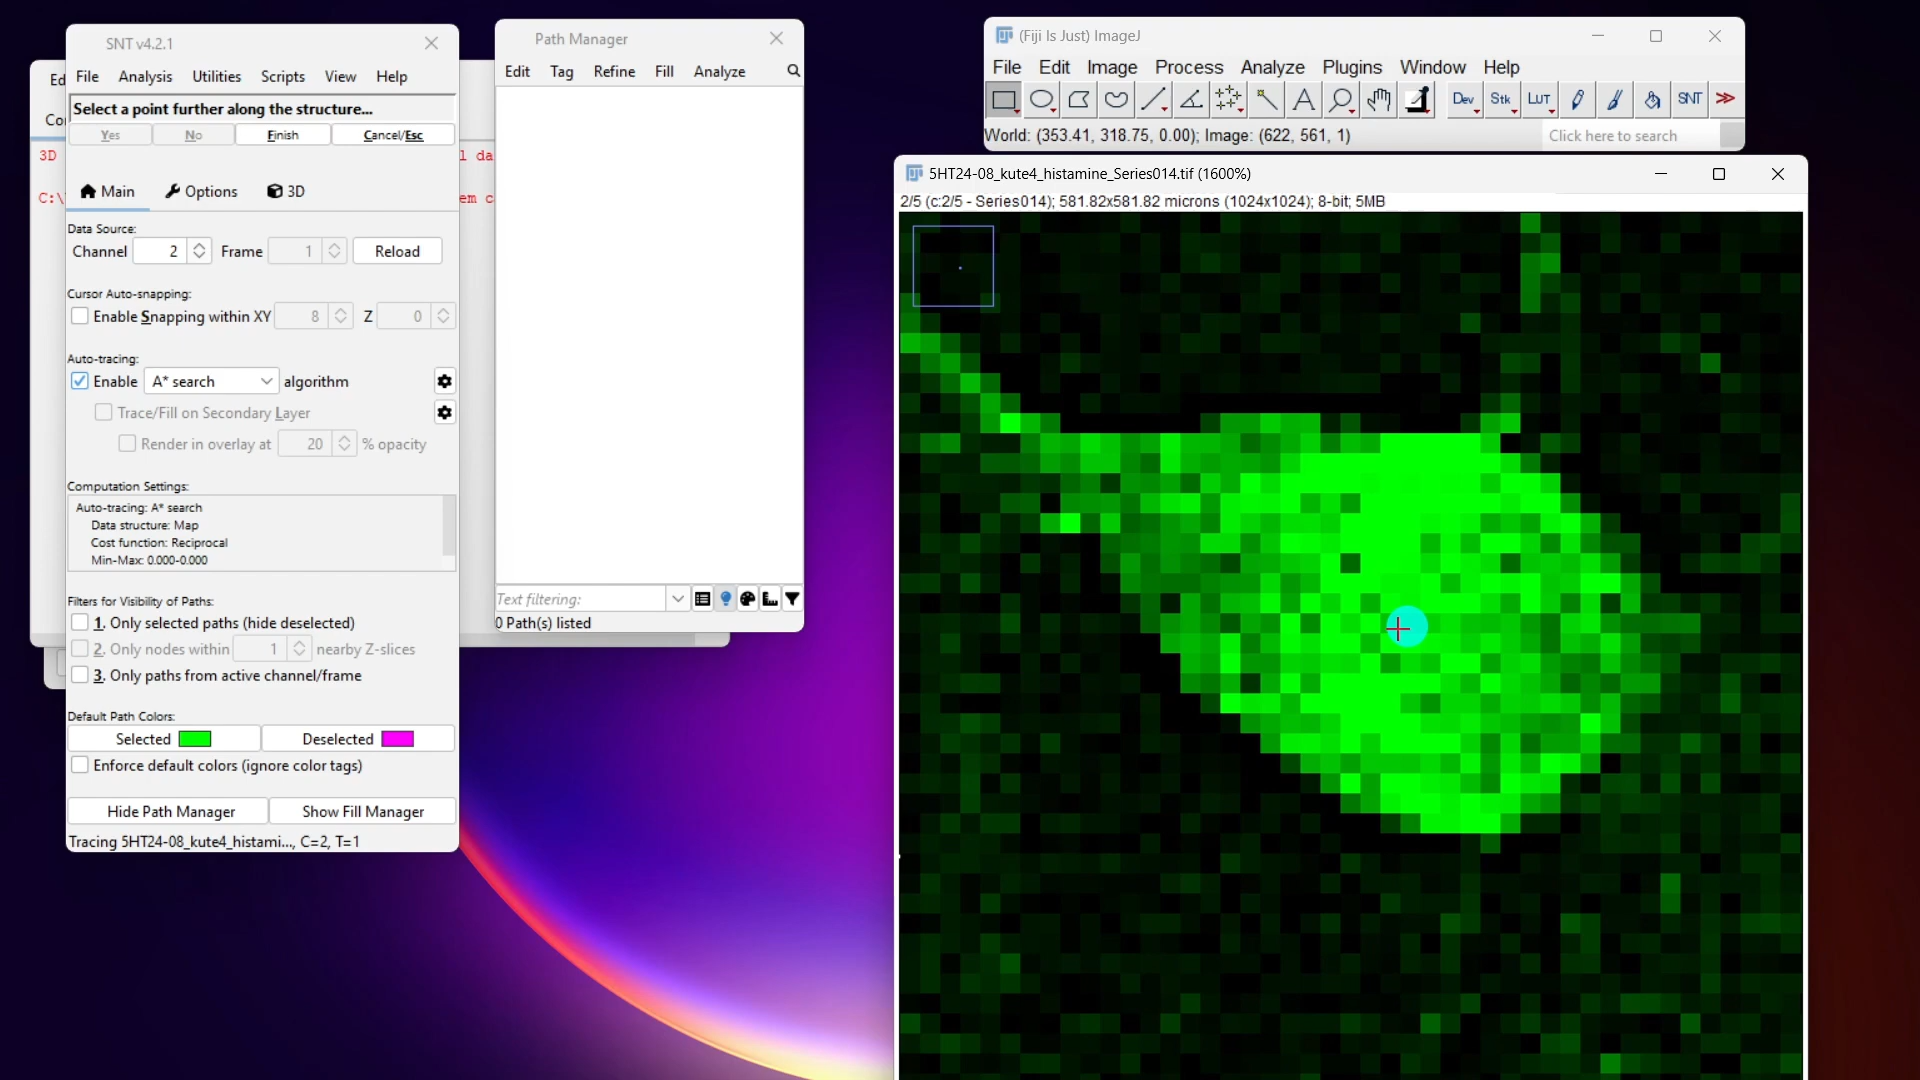 SNT v4.2.1
File Analysis Utilities Scripts View Help
Select a point further along the structure...
Yes No Finish Cancel/Esc
Main Options 3D
Data Source:
Channel 2 Frame 1 Reload
Cursor Auto-snapping:
Enable Snapping within XY 8 Z 0
Auto-tracing:
Enable A* search algorithm
Trace/Fill on Secondary Layer
Render in overlay at 20 % opacity
Computation Settings:
Auto-tracing: A* search
Data structure: Map
Cost function: Reciprocal
Min-Max: 0.000-0.000
Filters for Visibility of Paths:
1. Only selected paths (hide deselected)
2. Only nodes within 1 nearby Z-slices
3. Only paths from active channel/frame
Default Path Colors:
Selected Deselected
Enforce default colors (ignore color tags)
Hide Path Manager Show Fill Manager
Tracing 5HT24-08_kute4_histami..., C=2, T=1
Ed
Co
3D
C:\
l da
em c
Path Manager
Edit Tag Refine Fill Analyze
Text filtering:
0 Path(s) listed
(Fiji Is Just) ImageJ
File Edit Image Process Analyze Plugins Window Help
A Dev Stk LUT SNT >>
World: (353.41, 318.75, 0.00); Image: (622, 561, 1) Click here to search
5HT24-08_kute4_histamine_Series014.tif (1600%)
2/5 (c:2/5 - Series014); 581.82x581.82 microns (1024x1024); 8-bit; 5MB